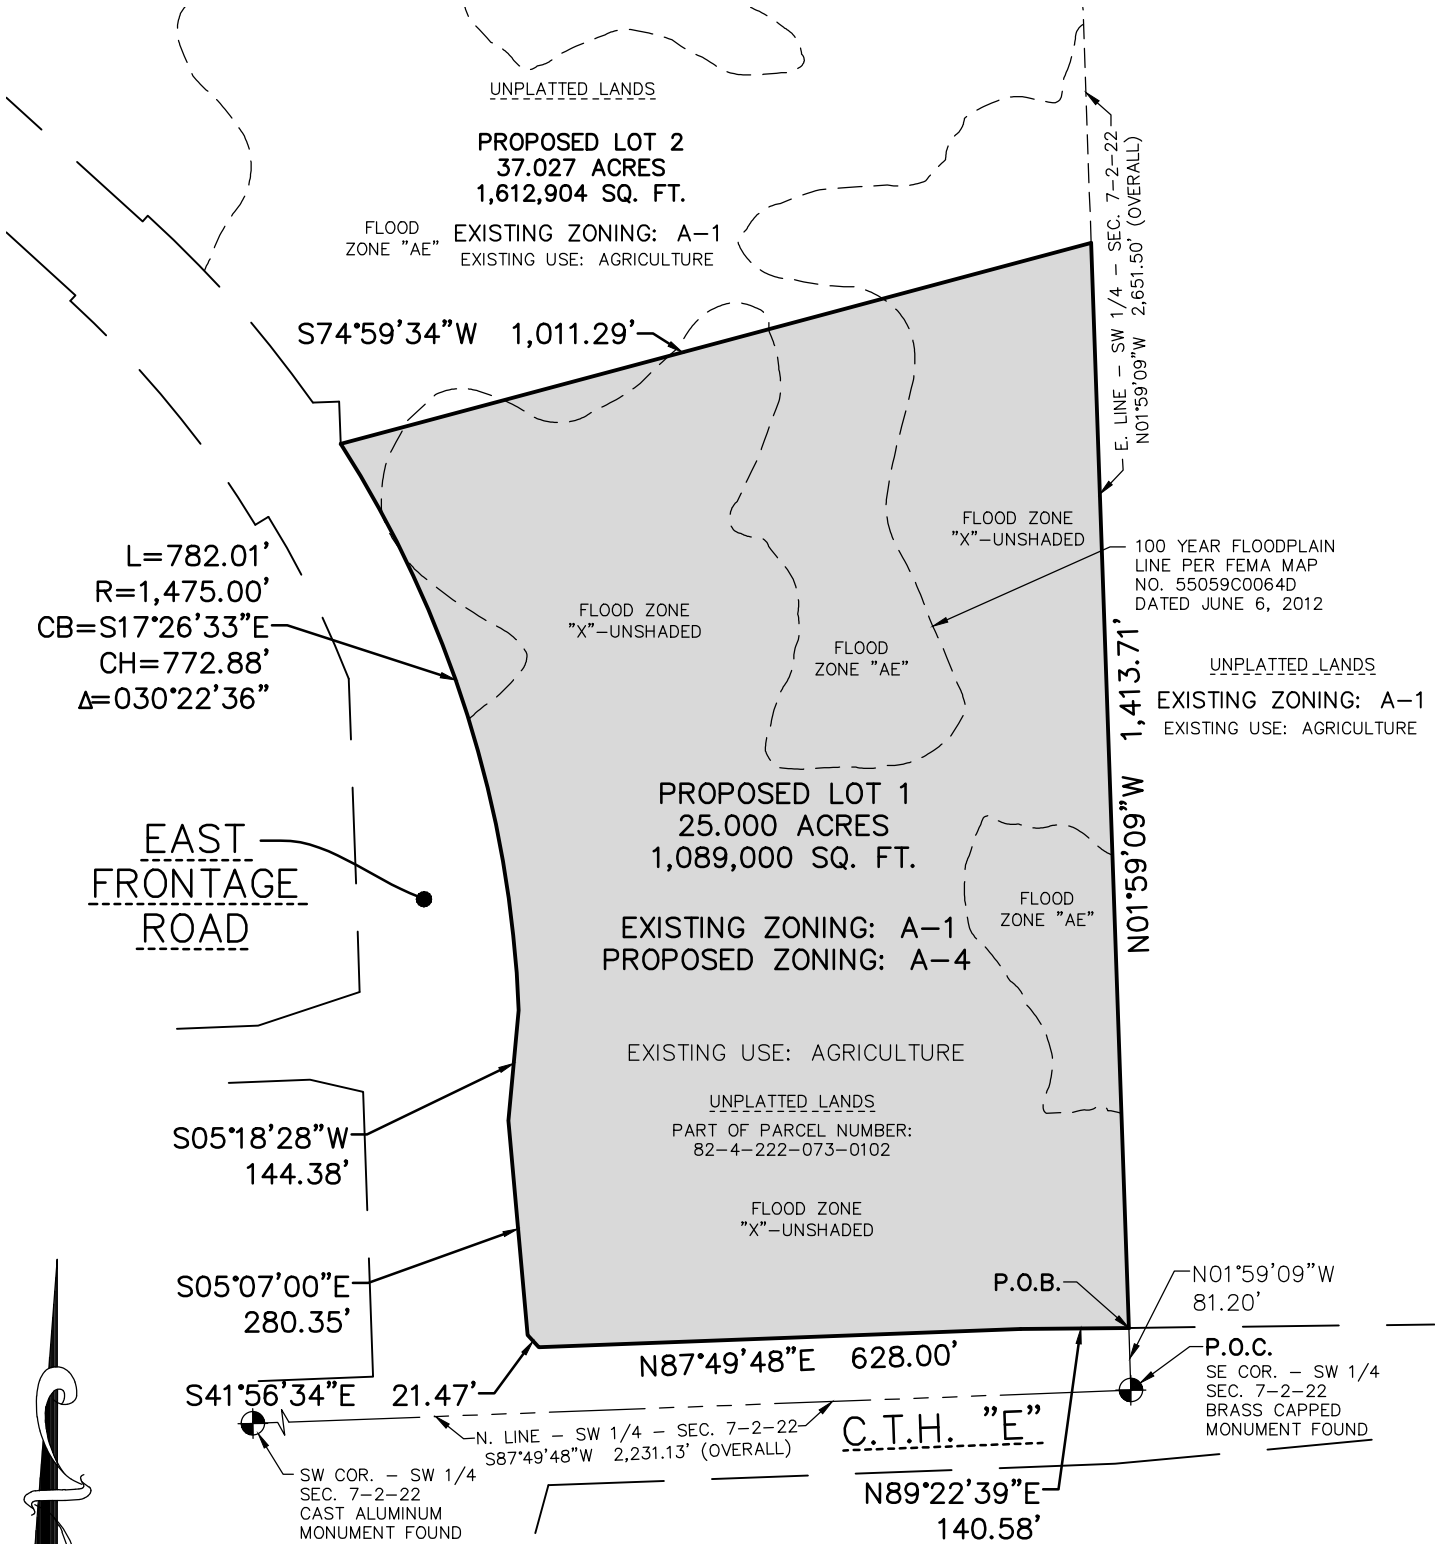 UNPLATTED LANDS
PROPOSED LOT 2
37.027 ACRES
1,612,904 SQ. FT.
FLOOD
ZONE "AE"
EXISTING ZONING: A-1
EXISTING USE: AGRICULTURE
E. LINE - SW 1/4 - SEC. 7-2-22
N01°59'09"W 2,651.50' (OVERALL)
S74°59'34"W 1,011.29'
L=782.01'
R=1,475.00'
CB=S17°26'33"E
CH=772.88'
Δ=030°22'36"
FLOOD ZONE
"X"-UNSHADED
100 YEAR FLOODPLAIN
LINE PER FEMA MAP
NO. 55059C0064D
DATED JUNE 6, 2012
FLOOD ZONE
"X"-UNSHADED
FLOOD
ZONE "AE"
N01°59'09"W 1,413.71'
UNPLATTED LANDS
EXISTING ZONING: A-1
EXISTING USE: AGRICULTURE
EAST
FRONTAGE
ROAD
PROPOSED LOT 1
25.000 ACRES
1,089,000 SQ. FT.
EXISTING ZONING: A-1
PROPOSED ZONING: A-4
FLOOD
ZONE "AE"
EXISTING USE: AGRICULTURE
UNPLATTED LANDS
PART OF PARCEL NUMBER:
82-4-222-073-0102
FLOOD ZONE
"X"-UNSHADED
S05°18'28"W
144.38'
S05°07'00"E
280.35'
P.O.B.
N01°59'09"W
81.20'
P.O.C.
SE COR. - SW 1/4
SEC. 7-2-22
BRASS CAPPED
MONUMENT FOUND
N87°49'48"E 628.00'
S41°56'34"E 21.47'
N. LINE - SW 1/4 - SEC. 7-2-22
S87°49'48"W 2,231.13' (OVERALL)
C.T.H. "E"
SW COR. - SW 1/4
SEC. 7-2-22
CAST ALUMINUM
MONUMENT FOUND
N89°22'39"E
140.58'